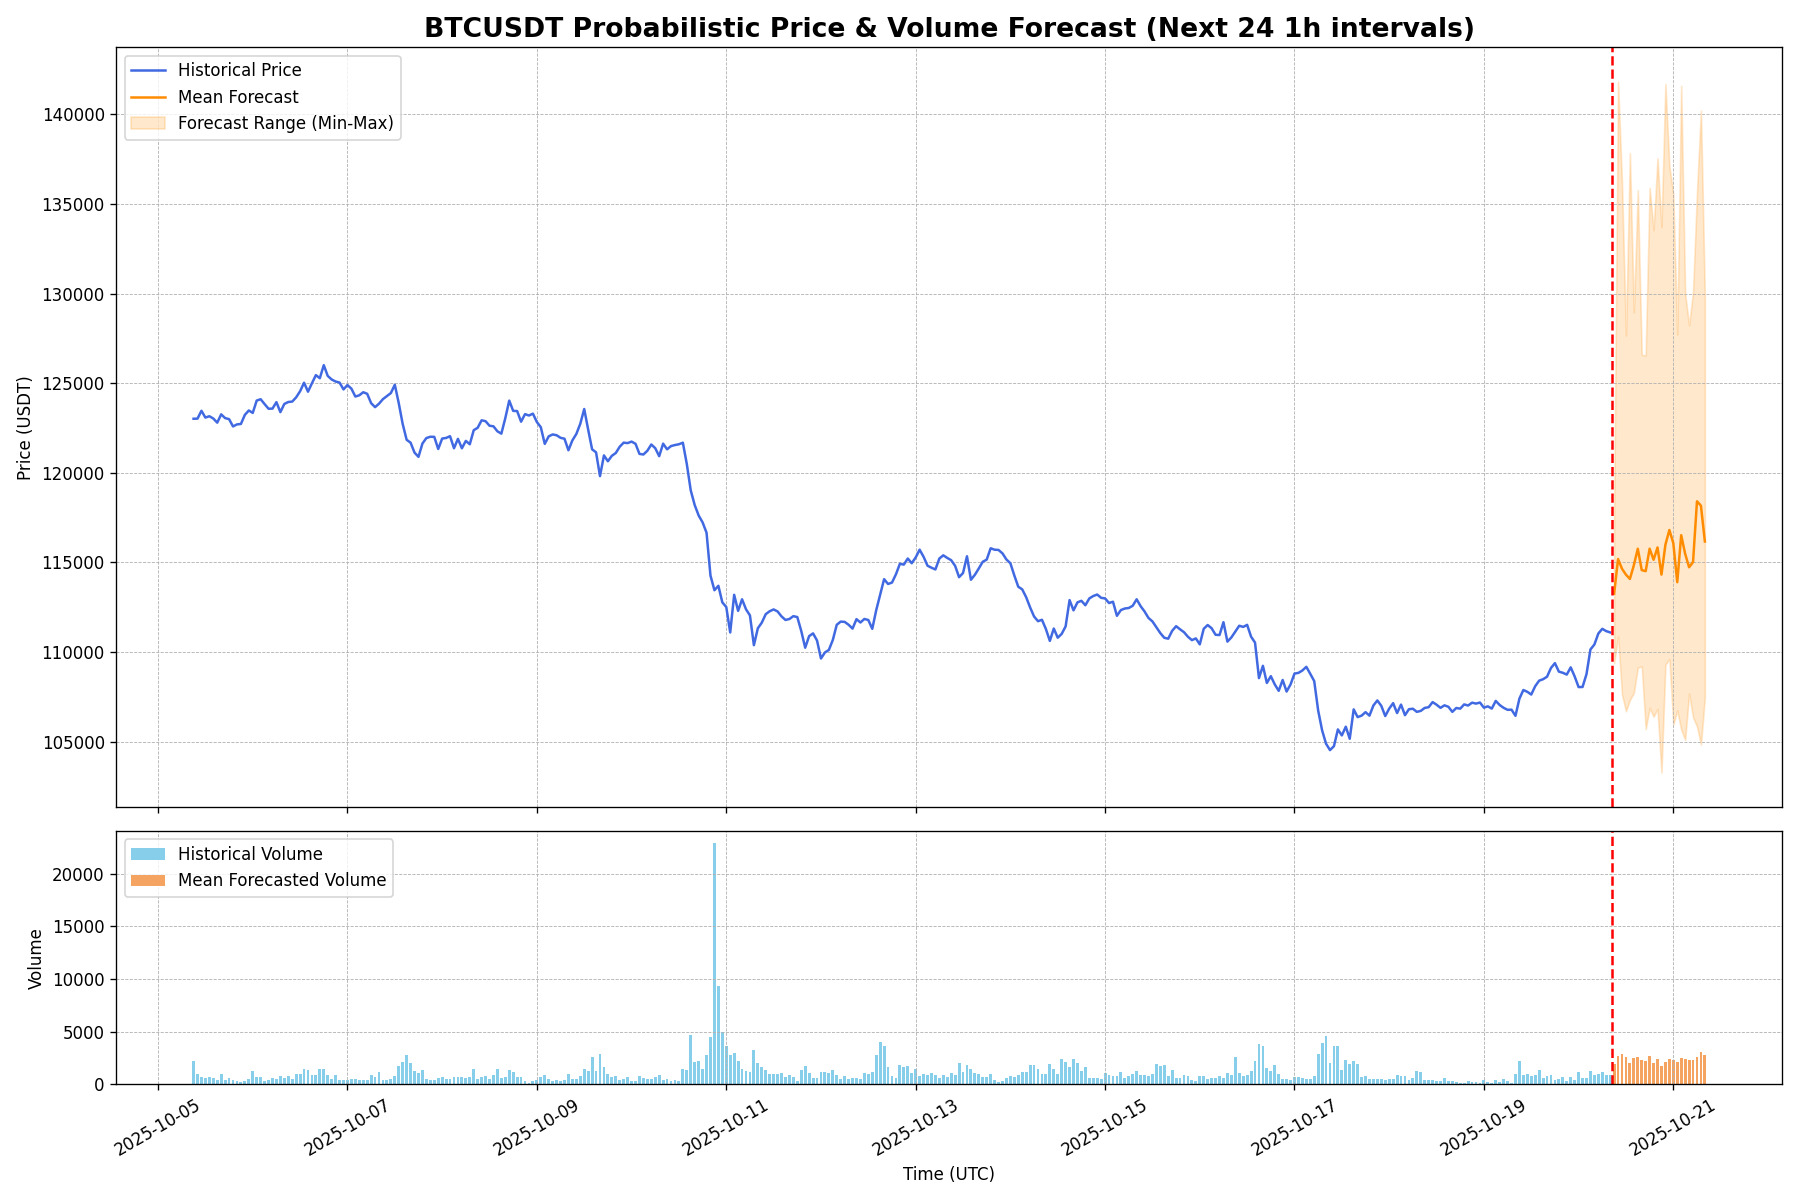 BTCUSDT Probabilistic Price & Volume Forecast (Next 24 1h intervals)
Historical Price
Mean Forecast
Forecast Range (Min-Max)
140000
135000
130000
125000
120000
115000
110000
105000
Price (USDT)
Historical Volume
Mean Forecasted Volume
20000
15000
10000
5000
0
Volume
2025-10-05
2025-10-07
2025-10-09
2025-10-11
2025-10-13
2025-10-15
2025-10-17
2025-10-19
2025-10-21
Time (UTC)